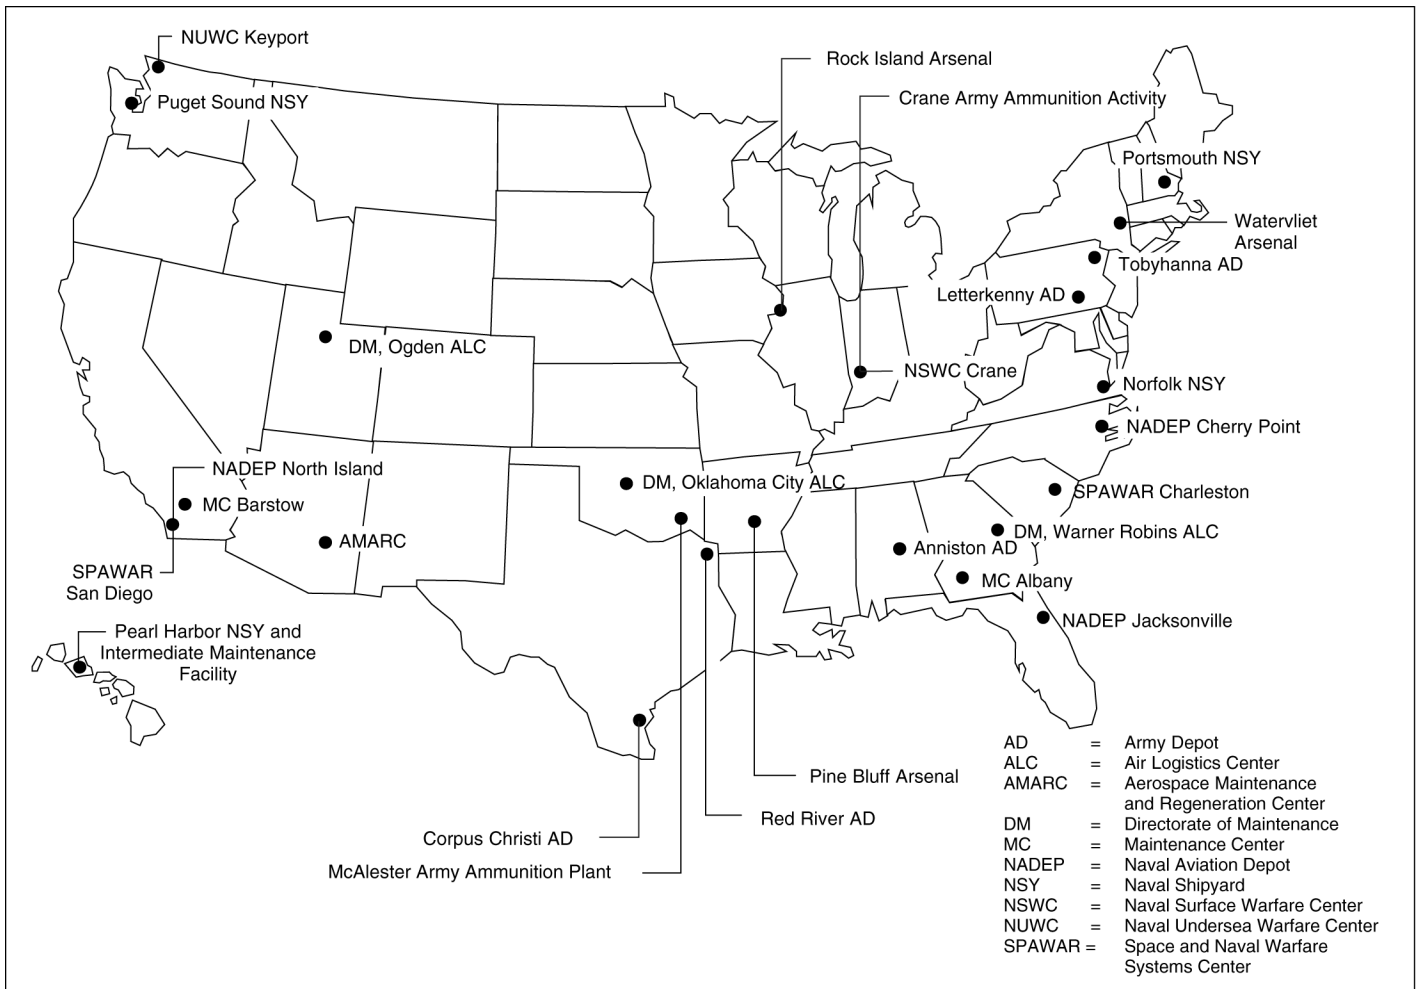 NUWC Keyport
Rock Island Arsenal
Crane Army Ammunition Activity
Puget Sound NSY
Portsmouth NSY
Watervliet
Arsenal
Tobyhanna AD
Letterkenny AD
DM, Ogden ALC
NSWC Crane
Norfolk NSY
NADEP Cherry Point
NADEP North Island
DM, Oklahoma City ALC
SPAWAR Charleston
MC Barstow
DM, Warner Robins ALC
AMARC
Anniston AD
SPAWAR
San Diego
MC Albany
NADEP Jacksonville
Pearl Harbor NSY and
Intermediate Maintenance
Facility
Pine Bluff Arsenal
Red River AD
Corpus Christi AD
McAlester Army Ammunition Plant
AD = Army Depot
ALC = Air Logistics Center
AMARC = Aerospace Maintenance
and Regeneration Center
DM = Directorate of Maintenance
MC = Maintenance Center
NADEP = Naval Aviation Depot
NSY = Naval Shipyard
NSWC = Naval Surface Warfare Center
NUWC = Naval Undersea Warfare Center
SPAWAR = Space and Naval Warfare
Systems Center